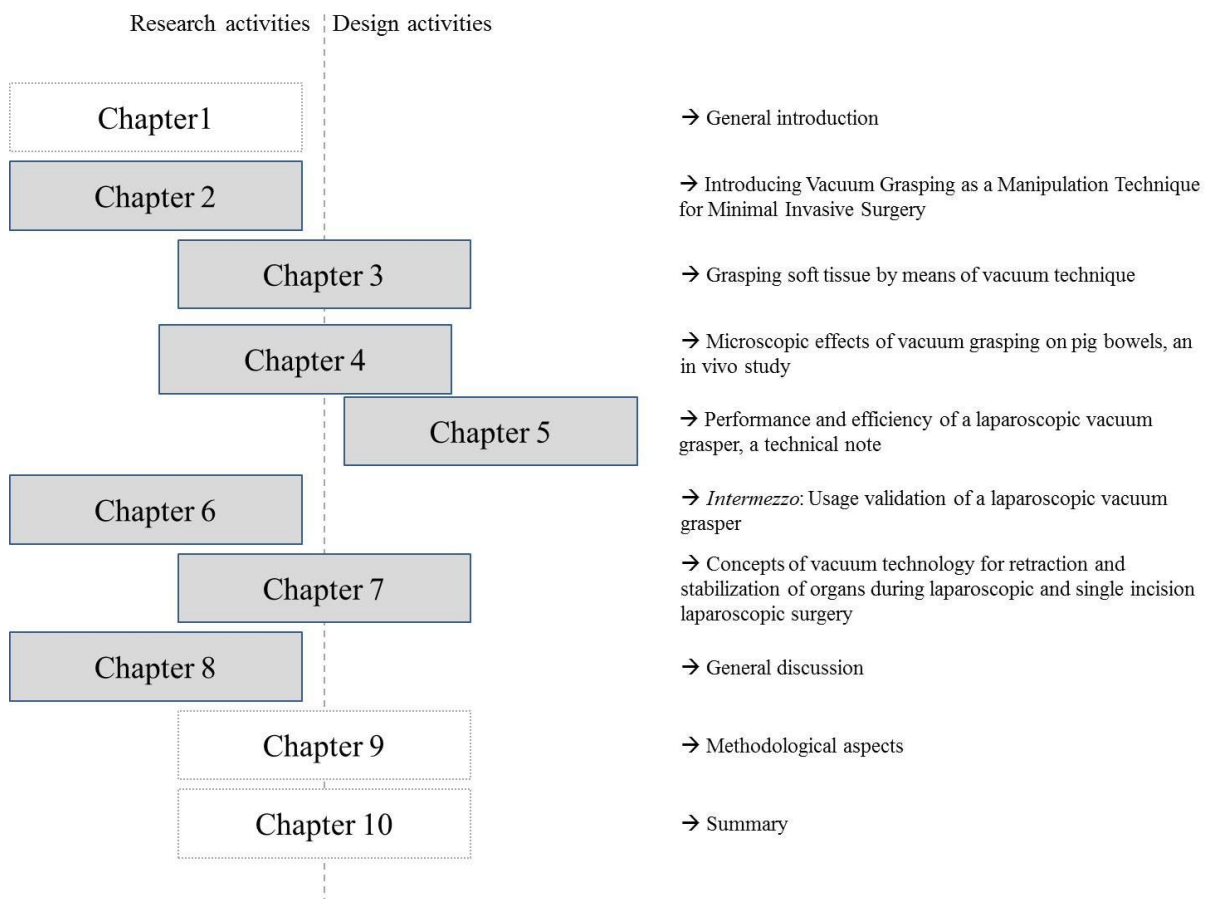 Research activities Design activities
Chapter1
→ General introduction
Chapter 2
→ Introducing Vacuum Grasping as a Manipulation Technique
for Minimal Invasive Surgery
Chapter 3
→ Grasping soft tissue by means of vacuum technique
Chapter 4
→ Microscopic effects of vacuum grasping on pig bowels, an
in vivo study
Chapter 5
→ Performance and efficiency of a laparoscopic vacuum
grasper, a technical note
Chapter 6
→ Intermezzo: Usage validation of a laparoscopic vacuum
grasper
Chapter 7
→ Concepts of vacuum technology for retraction and
stabilization of organs during laparoscopic and single incision
laparoscopic surgery
Chapter 8
→ General discussion
Chapter 9
→ Methodological aspects
Chapter 10
→ Summary